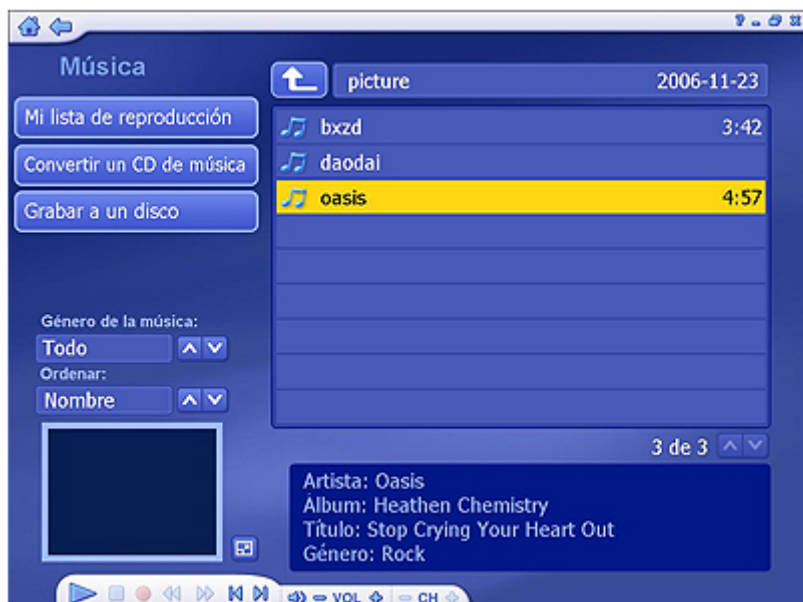 Música
picture 2006-11-23
Mi lista de reproducción
Convertir un CD de música
Grabar a un disco
bxzd 3:42
daodai
oasis 4:57
Género de la música:
Todo
Ordenar:
Nombre
3 de 3
Artista: Oasis
Álbum: Heathen Chemistry
Título: Stop Crying Your Heart Out
Género: Rock
VOL CH